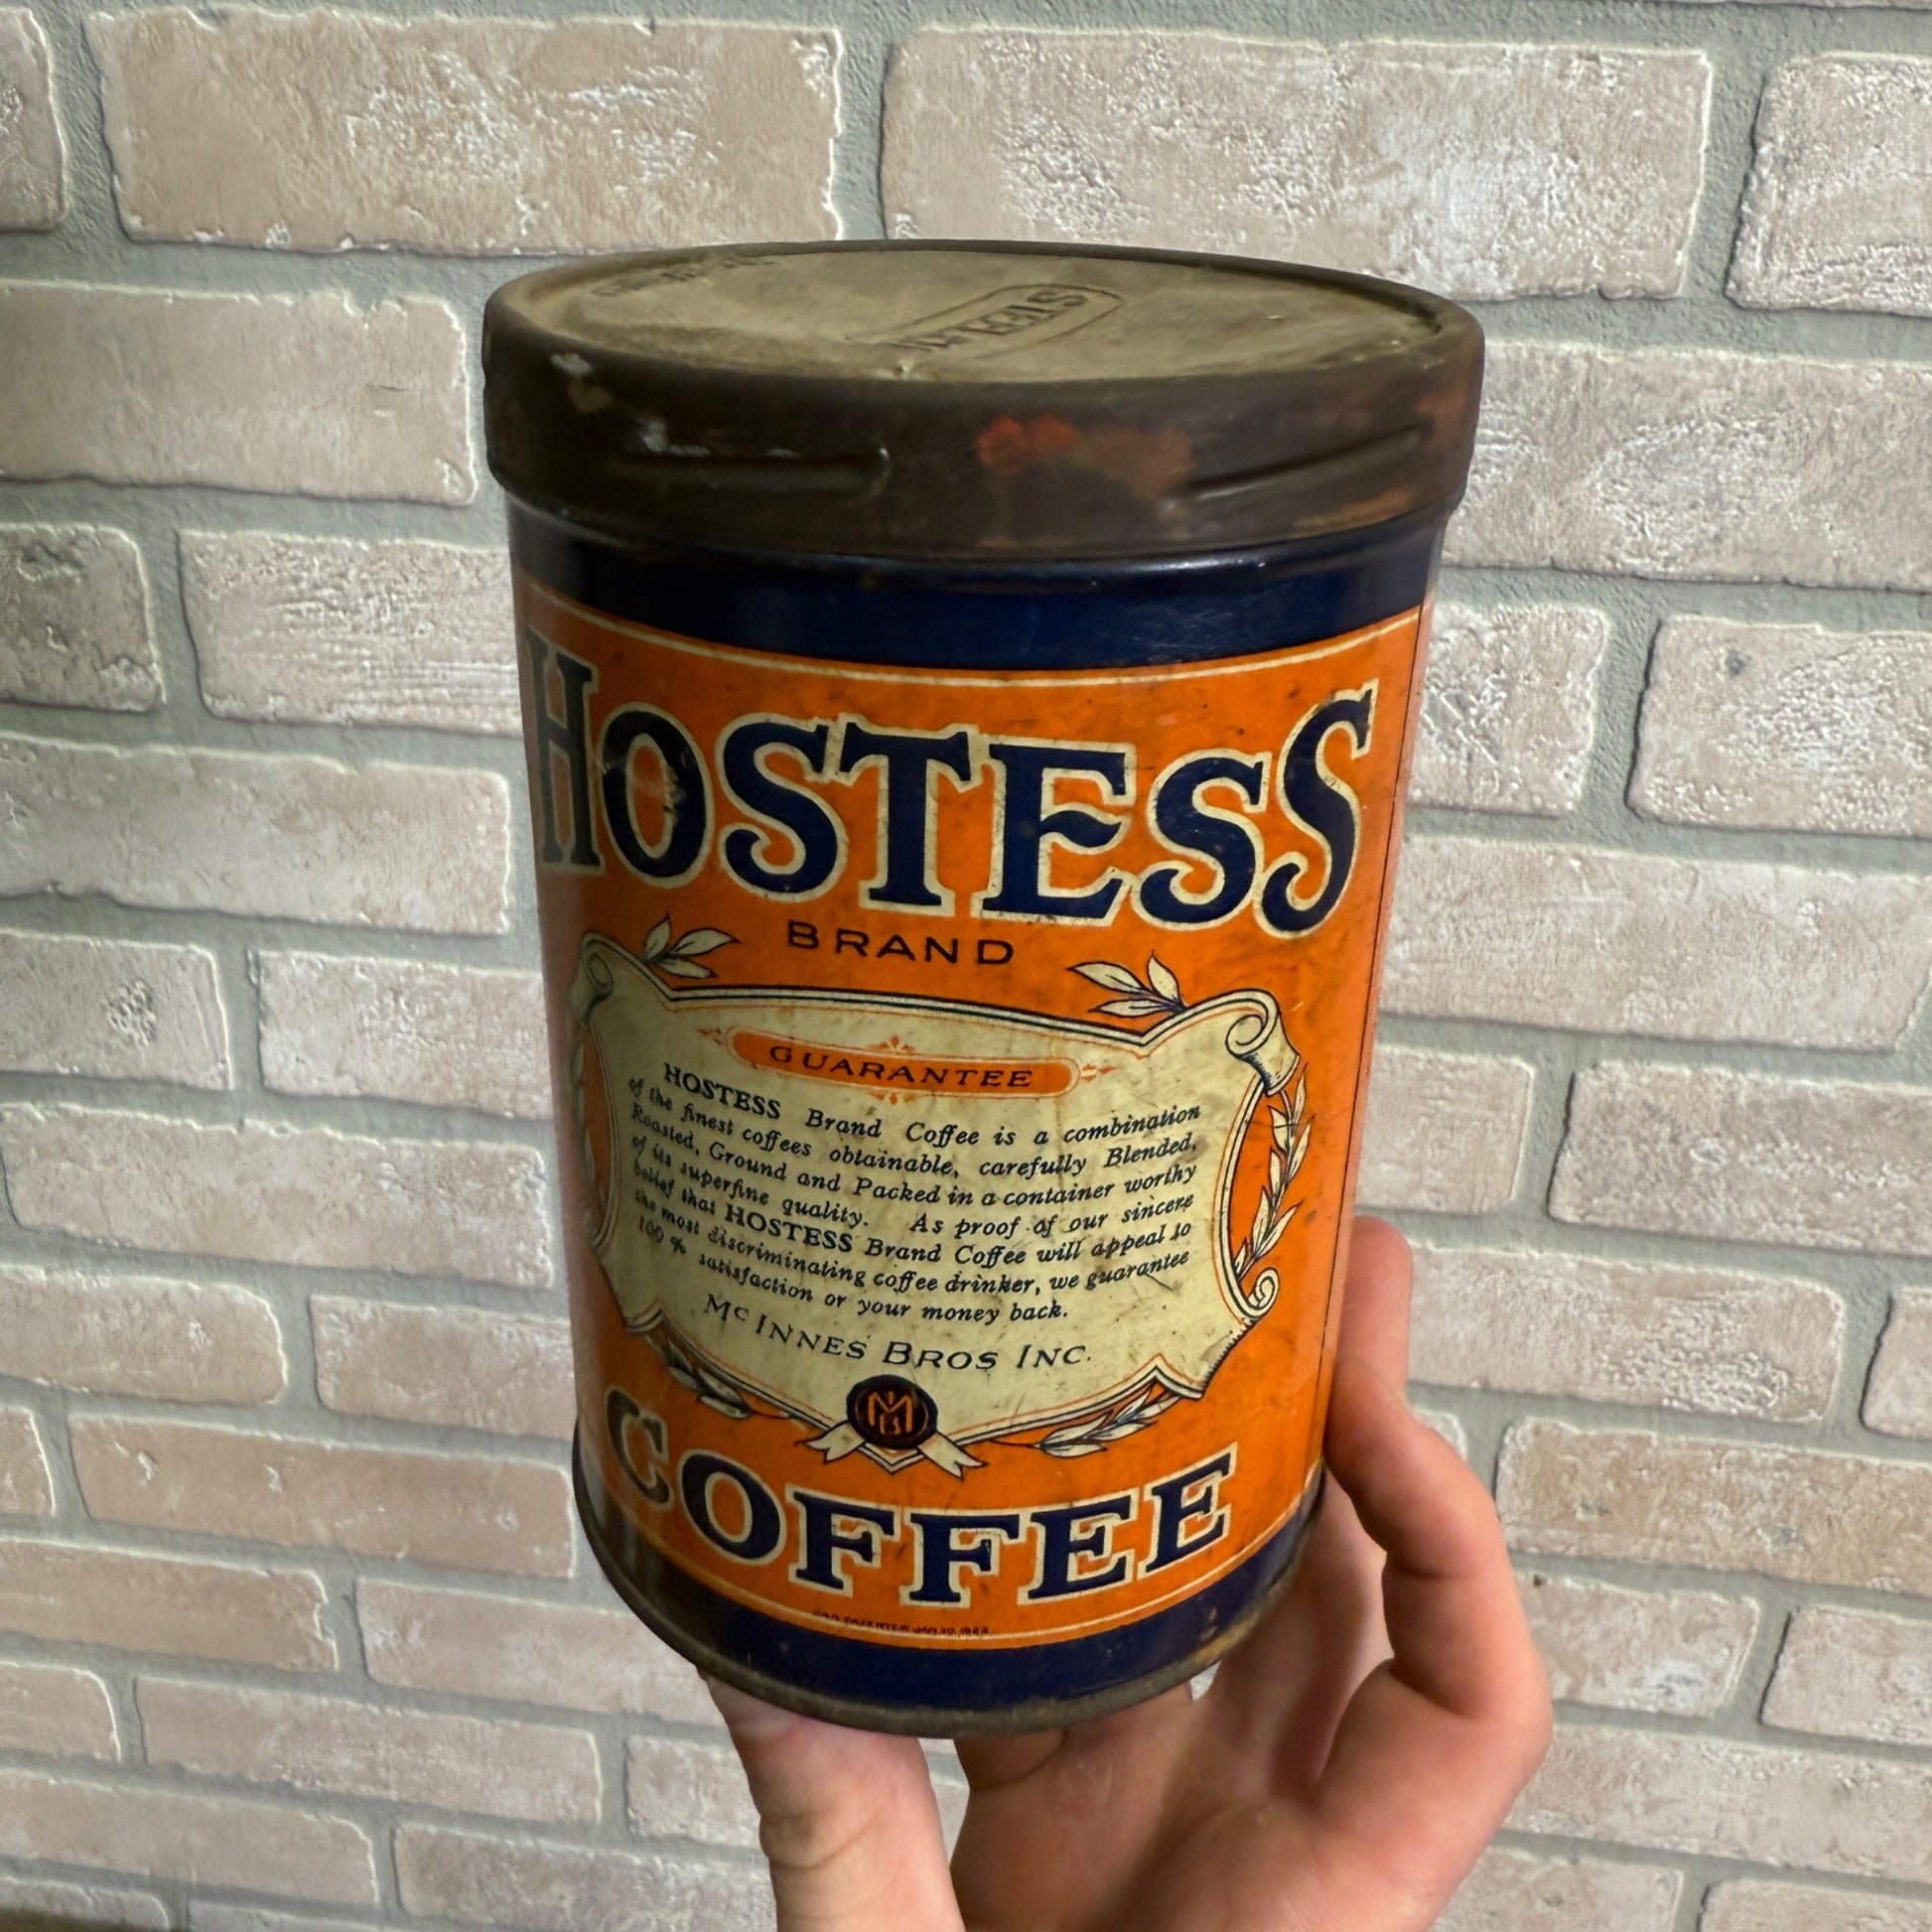 HOSTESS
BRAND
GUARANTEE
HOSTESS Brand Coffee is a combination
of the finest coffees obtainable, carefully Blended,
Roasted, Ground and Packed in a container worthy
of its superfine quality. As proof of our sincere
belief that HOSTESS Brand Coffee will appeal to
the most discriminating coffee drinker, we guarantee
100 % satisfaction or your money back.
McINNES BROS INC.
COFFEE